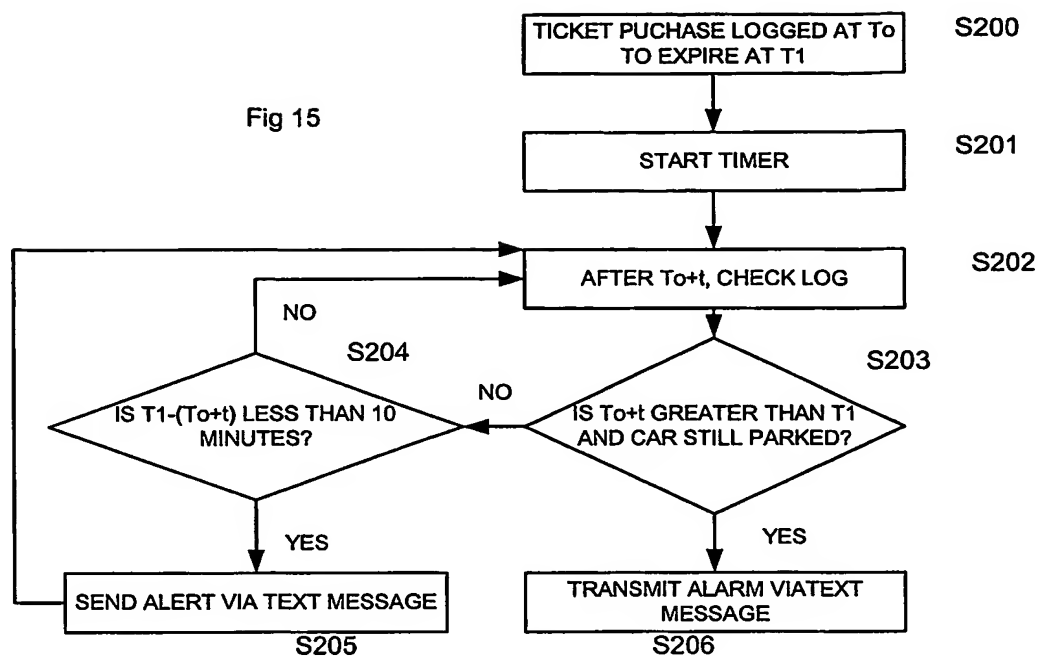 TICKET PUCHASE LOGGED AT To
TO EXPIRE AT T1
S200
Fig 15
START TIMER
S201
AFTER To+t, CHECK LOG
S202
NO
S204
S203
IS T1-(To+t) LESS THAN 10
MINUTES?
NO
IS To+t GREATER THAN T1
AND CAR STILL PARKED?
YES
YES
SEND ALERT VIA TEXT MESSAGE
S205
TRANSMIT ALARM VIATEXT
MESSAGE
S206